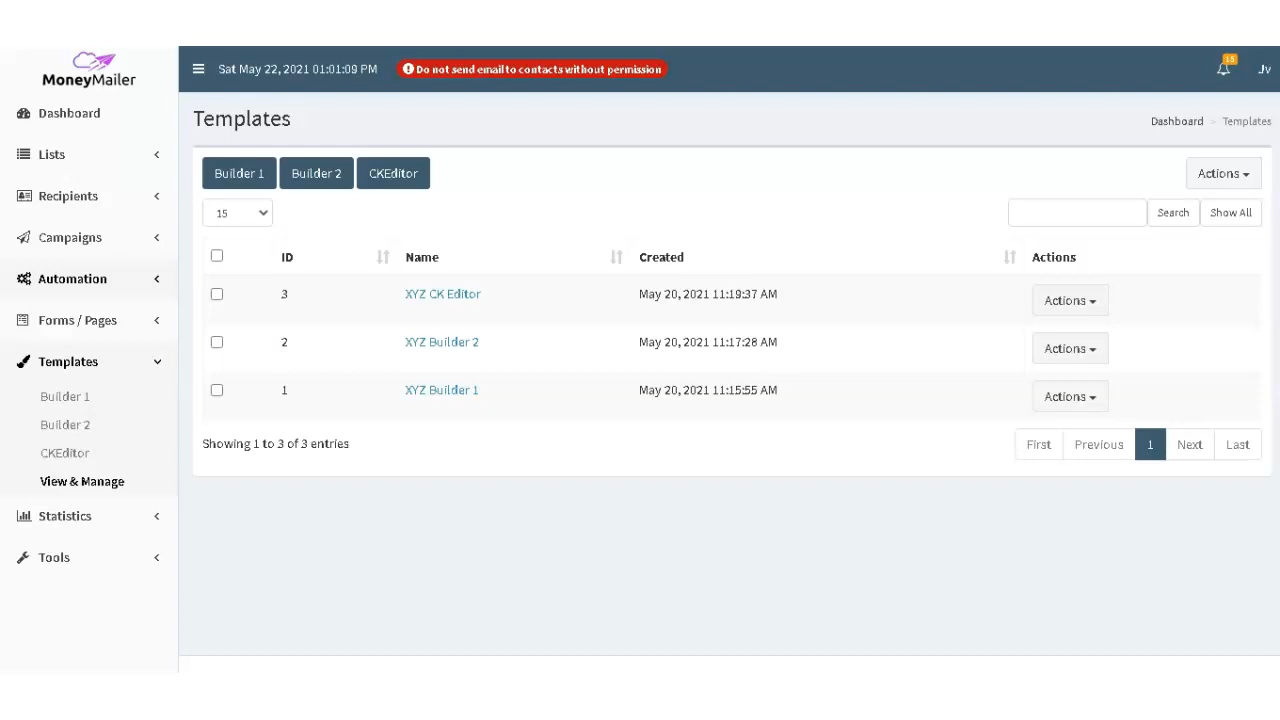 MoneyMailer
Sat May 22, 2021 01:01:09 PM
Do not send email to contacts without permission
15
Jv
Dashboard
Lists
Recipients
Campaigns
Automation
Forms / Pages
Templates
Builder 1
Builder 2
CKEditor
View & Manage
Statistics
Tools
Templates
Dashboard > Templates
Builder 1 Builder 2 CKEditor Actions
15 Search Show All
ID Name Created Actions
3 XYZ CK Editor May 20, 2021 11:19:37 AM Actions
2 XYZ Builder 2 May 20, 2021 11:17:28 AM Actions
1 XYZ Builder 1 May 20, 2021 11:15:55 AM Actions
Showing 1 to 3 of 3 entries First Previous 1 Next Last